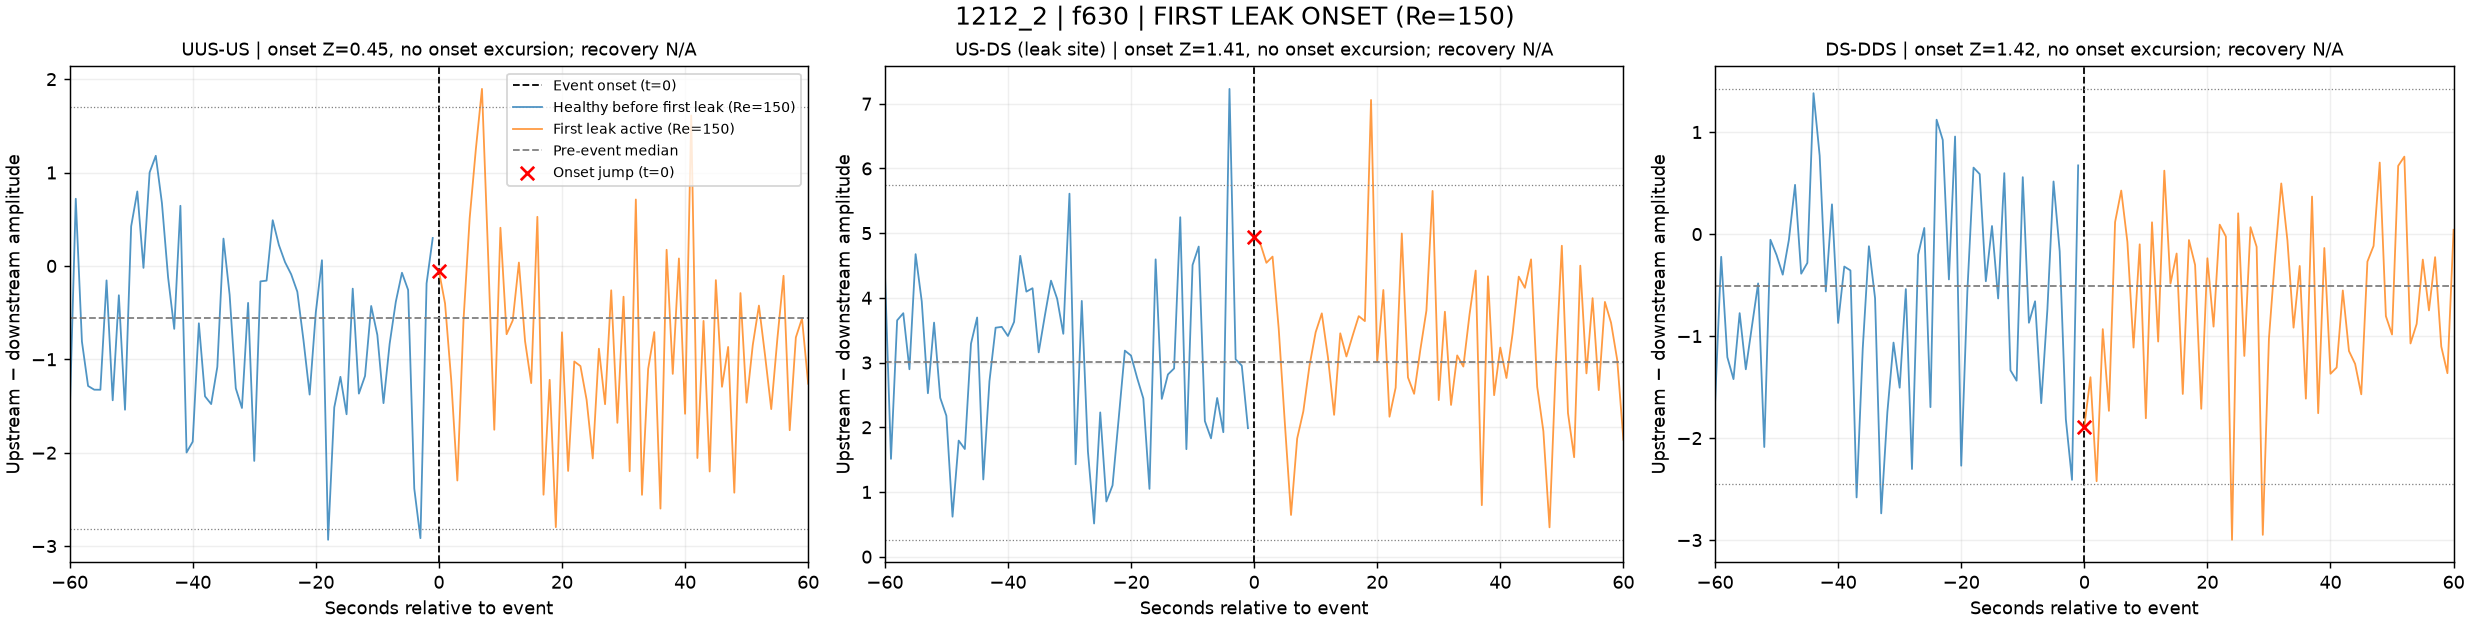 1212_2 | f630 | FIRST LEAK ONSET (Re=150)
UUS-US | onset Z=0.45, no onset excursion; recovery N/A
Upstream − downstream amplitude
2
1
0
−1
−2
−3
Event onset (t=0)
Healthy before first leak (Re=150)
First leak active (Re=150)
Pre-event median
Onset jump (t=0)
−60
−40
−20
0
20
40
60
Seconds relative to event
US-DS (leak site) | onset Z=1.41, no onset excursion; recovery N/A
Upstream − downstream amplitude
7
6
5
4
3
2
1
0
−60
−40
−20
0
20
40
60
Seconds relative to event
DS-DDS | onset Z=1.42, no onset excursion; recovery N/A
Upstream − downstream amplitude
1
0
−1
−2
−3
−60
−40
−20
0
20
40
60
Seconds relative to event